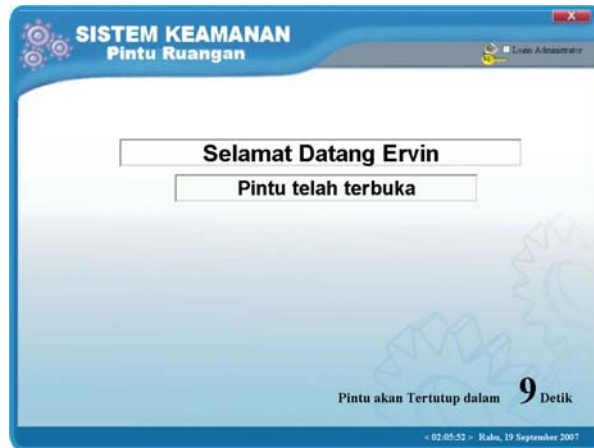 SISTEM KEAMANAN
Pintu Ruangan
X
Login Administrator
Selamat Datang Ervin
Pintu telah terbuka
Pintu akan Tertutup dalam 9 Detik
< 02:05:52 > Rabu, 19 September 2007